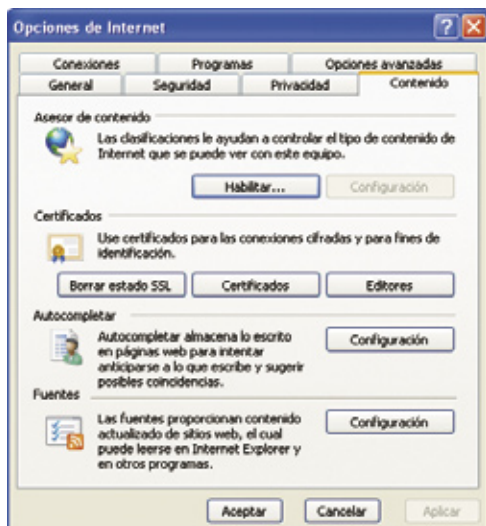 Opciones de Internet
Conexiones Programas Opciones avanzadas
General Seguridad Privacidad Contenido
Asesor de contenido
Las clasificaciones le ayudan a controlar el tipo de contenido de
Internet que se puede ver con este equipo.
Habilitar... Configuración
Certificados
Use certificados para las conexiones cifradas y para fines de
identificación.
Borrar estado SSL Certificados Editores
Autocompletar
Autocompletar almacena lo escrito
en páginas web para intentar
anticiparse a lo que escribe y sugerir
posibles coincidencias.
Configuración
Fuentes
Las fuentes proporcionan contenido
actualizado de sitios web, el cual
puede leerse en Internet Explorer y
en otros programas.
Configuración
Aceptar Cancelar Aplicar